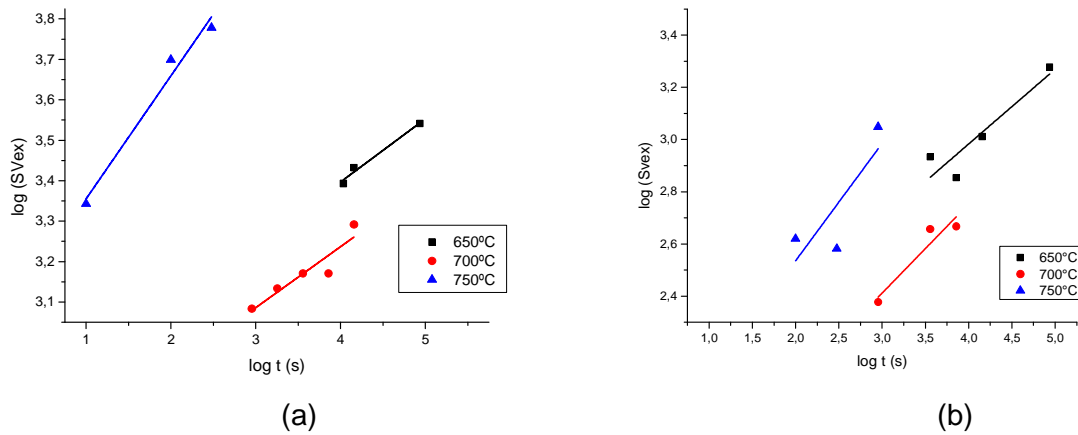 3,8
3,7
3,6
3,5
3,4
3,3
3,2
3,1
log (SVex)
1 2 3 4 5
log t (s)
650ºC
700ºC
750ºC
(a)
3,4
3,2
3,0
2,8
2,6
2,4
log (Svex)
1,0 1,5 2,0 2,5 3,0 3,5 4,0 4,5 5,0
log t (s)
650°C
700°C
750°C
(b)